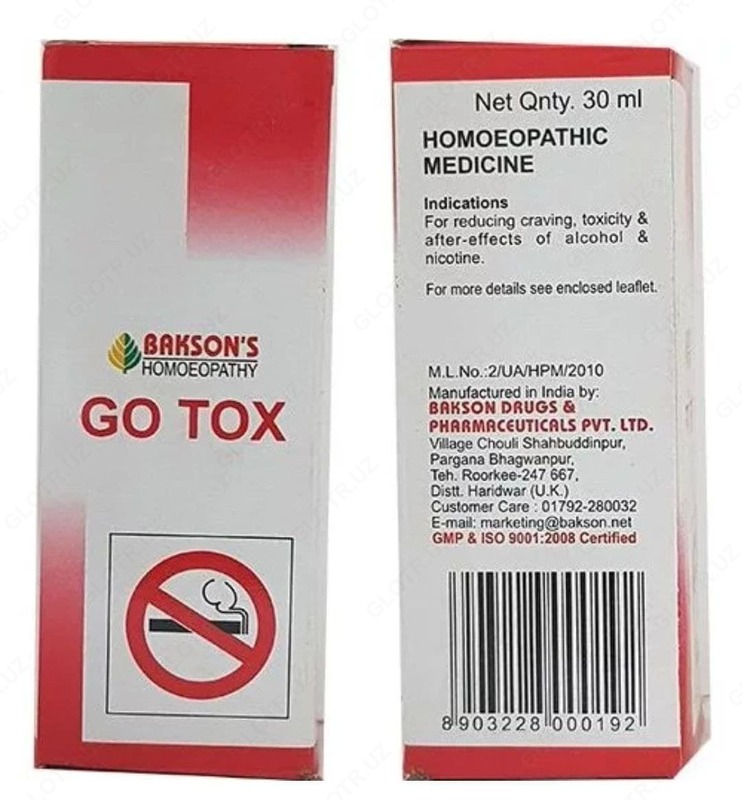 BAKSON'S
HOMOEOPATHY
GO TOX
Net Qnty. 30 ml
HOMOEOPATHIC
MEDICINE
Indications
For reducing craving, toxicity &
after-effects of alcohol &
nicotine.
For more details see enclosed leaflet.
M.L.No.:2/UA/HPM/2010
Manufactured in India by:
BAKSON DRUGS &
PHARMACEUTICALS PVT. LTD.
Village Chouli Shahbuddinpur,
Pargana Bhagwanpur,
Teh. Roorkee-247 667,
Distt. Haridwar (U.K.)
Customer Care : 01792-280032
E-mail: marketing@bakson.net
GMP & ISO 9001:2008 Certified
8 903228 000192
GLOTR.UZ